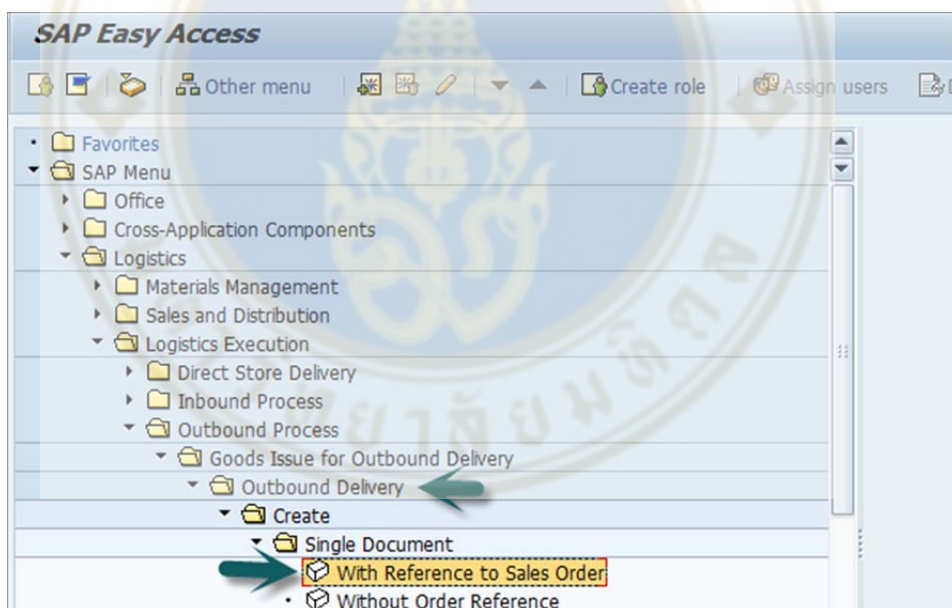 SAP Easy Access
Other menu Create role Assign users
Favorites
SAP Menu
Office
Cross-Application Components
Logistics
Materials Management
Sales and Distribution
Logistics Execution
Direct Store Delivery
Inbound Process
Outbound Process
Goods Issue for Outbound Delivery
Outbound Delivery
Create
Single Document
With Reference to Sales Order
Without Order Reference